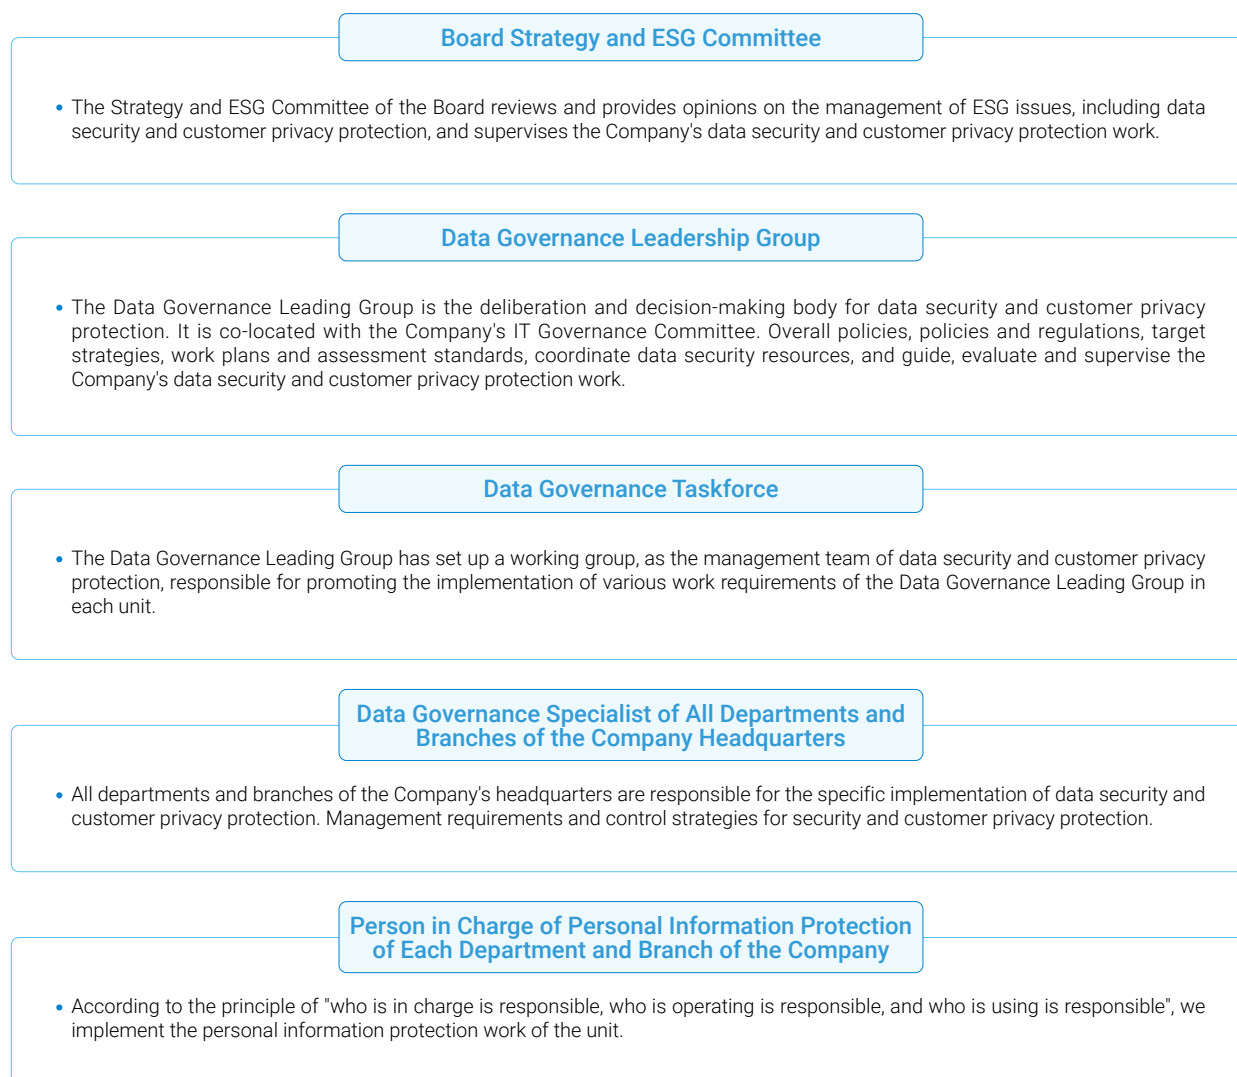 Board Strategy and ESG Committee
• The Strategy and ESG Committee of the Board reviews and provides opinions on the management of ESG issues, including data
security and customer privacy protection, and supervises the Company's data security and customer privacy protection work.
Data Governance Leadership Group
• The Data Governance Leading Group is the deliberation and decision-making body for data security and customer privacy
protection. It is co-located with the Company's IT Governance Committee. Overall policies, policies and regulations, target
strategies, work plans and assessment standards, coordinate data security resources, and guide, evaluate and supervise the
Company's data security and customer privacy protection work.
Data Governance Taskforce
• The Data Governance Leading Group has set up a working group, as the management team of data security and customer privacy
protection, responsible for promoting the implementation of various work requirements of the Data Governance Leading Group in
each unit.
Data Governance Specialist of All Departments and
Branches of the Company Headquarters
• All departments and branches of the Company's headquarters are responsible for the specific implementation of data security and
customer privacy protection. Management requirements and control strategies for security and customer privacy protection.
Person in Charge of Personal Information Protection
of Each Department and Branch of the Company
• According to the principle of "who is in charge is responsible, who is operating is responsible, and who is using is responsible", we
implement the personal information protection work of the unit.